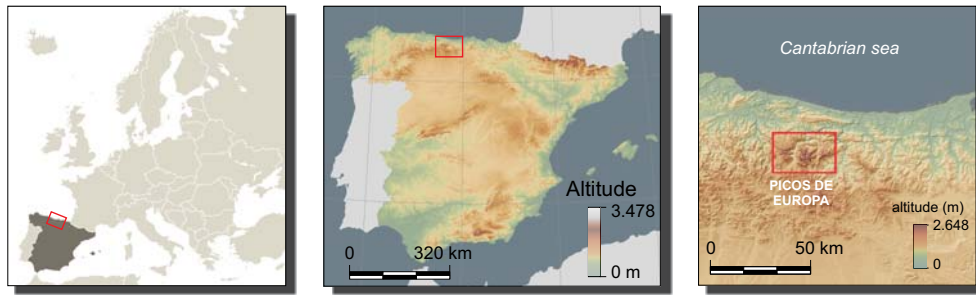 Altitude
3.478
0 m
0 320 km
Cantabrian sea
PICOS DE
EUROPA
altitude (m)
2.648
0
0 50 km